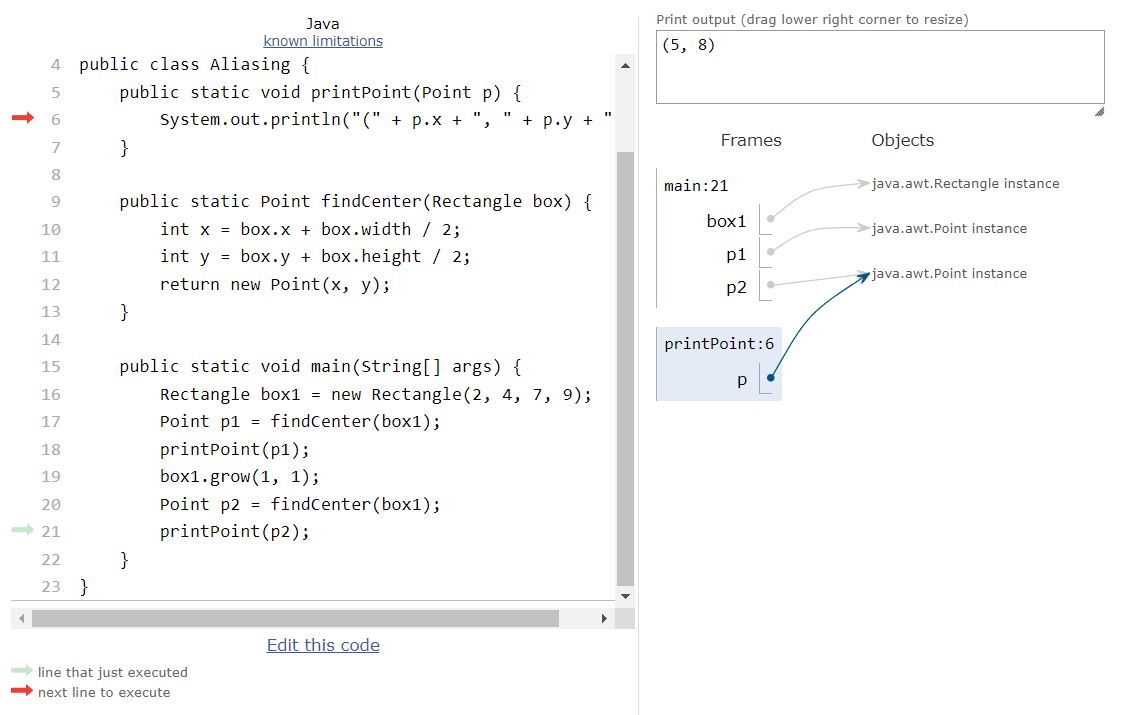 Java
known limitations
4 public class Aliasing {
5     public static void printPoint(Point p) {
6         System.out.println("(" + p.x + ", " + p.y + "
7     }
8
9     public static Point findCenter(Rectangle box) {
10         int x = box.x + box.width / 2;
11         int y = box.y + box.height / 2;
12         return new Point(x, y);
13     }
14
15     public static void main(String[] args) {
16         Rectangle box1 = new Rectangle(2, 4, 7, 9);
17         Point p1 = findCenter(box1);
18         printPoint(p1);
19         box1.grow(1, 1);
20         Point p2 = findCenter(box1);
21         printPoint(p2);
22     }
23 }
Edit this code
line that just executed
next line to execute
Print output (drag lower right corner to resize)
(5, 8)
Frames Objects
main:21
box1
p1
p2
java.awt.Rectangle instance
java.awt.Point instance
java.awt.Point instance
printPoint:6
p